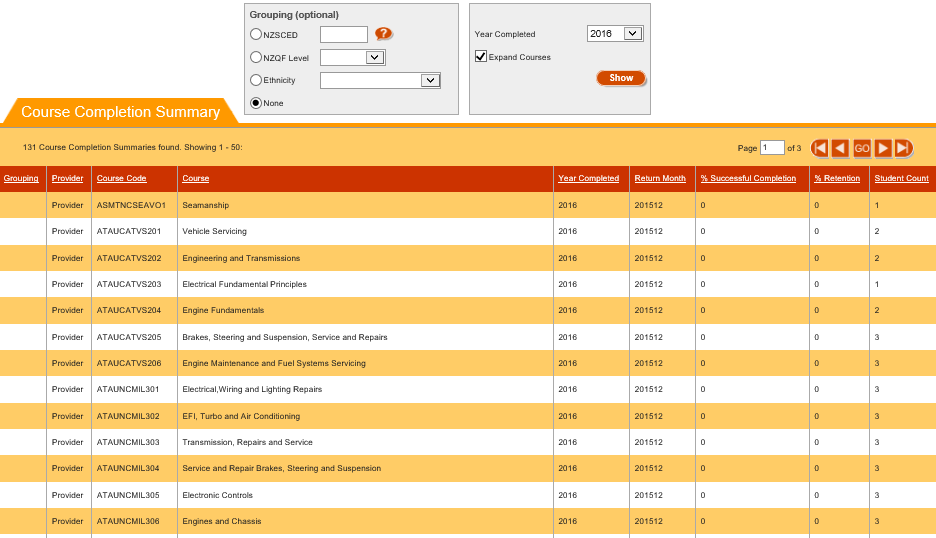 Grouping (optional)
NZSCED
NZQF Level
Ethnicity
None
Year Completed 2016
Expand Courses
Show
Course Completion Summary
131 Course Completion Summaries found. Showing 1 - 50:
Page 1 of 3 GO
Grouping Provider Course Code Course Year Completed Return Month % Successful Completion % Retention Student Count
Provider ASMTNCSEAVO1 Seamanship 2016 201512 0 0 1
Provider ATAUCATVS201 Vehicle Servicing 2016 201512 0 0 2
Provider ATAUCATVS202 Engineering and Transmissions 2016 201512 0 0 2
Provider ATAUCATVS203 Electrical Fundamental Principles 2016 201512 0 0 1
Provider ATAUCATVS204 Engine Fundamentals 2016 201512 0 0 2
Provider ATAUCATVS205 Brakes, Steering and Suspension, Service and Repairs 2016 201512 0 0 3
Provider ATAUCATVS206 Engine Maintenance and Fuel Systems Servicing 2016 201512 0 0 3
Provider ATAUNCMIL301 Electrical,Wiring and Lighting Repairs 2016 201512 0 0 3
Provider ATAUNCMIL302 EFI, Turbo and Air Conditioning 2016 201512 0 0 3
Provider ATAUNCMIL303 Transmission, Repairs and Service 2016 201512 0 0 3
Provider ATAUNCMIL304 Service and Repair Brakes, Steering and Suspension 2016 201512 0 0 3
Provider ATAUNCMIL305 Electronic Controls 2016 201512 0 0 3
Provider ATAUNCMIL306 Engines and Chassis 2016 201512 0 0 3